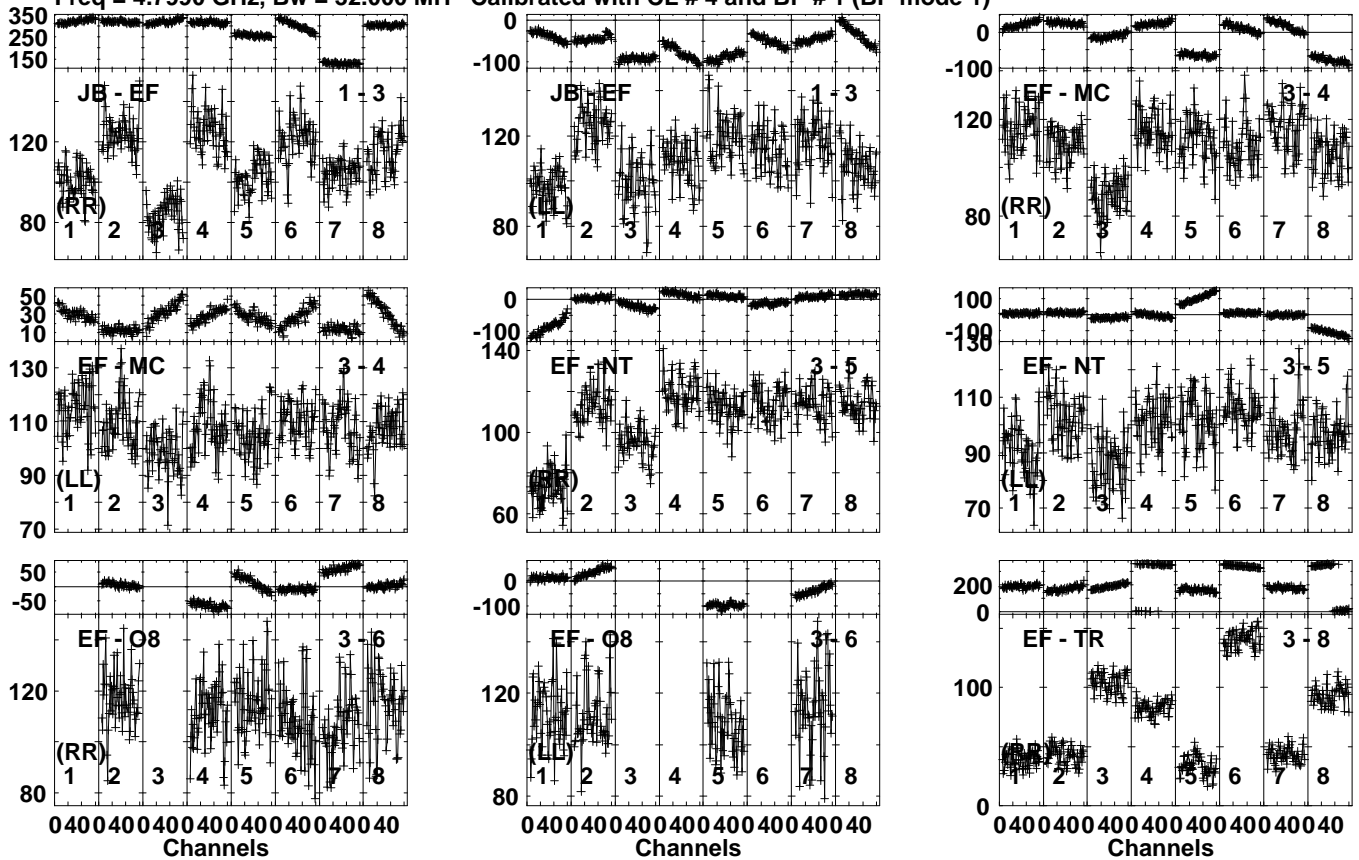 Freq = 4.7990 GHz, Bw = 32.000 MH Calibrated with CL # 4 and BP # 1 (BP mode 1)
350
250
150
120
80
JB - EF 1 - 3
(RR)
1 2 3 4 5 6 7 8
0
-100
120
80
JB - EF 1 - 3
(LL)
1 2 3 4 5 6 7 8
0
-100
120
80
EF - MC 3 - 4
(RR)
1 2 3 4 5 6 7 8
50
30
10
130
110
90
70
EF - MC 3 - 4
(LL)
1 2 3 4 5 6 7 8
0
-100
140
100
60
EF - NT 3 - 5
(RR)
2 3 4 5 6 7 8
100
-100
130
110
90
70
EF - NT 3 - 5
(LL)
1 2 3 4 5 6 7 8
50
-50
120
80
EF - O8 3 - 6
(RR)
1 2 3 4 5 6 7 8
0
-100
120
80
EF - O8 3 - 6
(LL)
1 2 3 4 5 6 7 8
200
0
100
0
EF - TR 3 - 8
(RR)
1 2 3 4 5 6 7 8
0 40 0 40 0 40 0 40 0 40 0 40 0 40 0 40
Channels
0 40 0 40 0 40 0 40 0 40 0 40 0 40 0 40
Channels
0 40 0 40 0 40 0 40 0 40 0 40 0 40 0 40
Channels